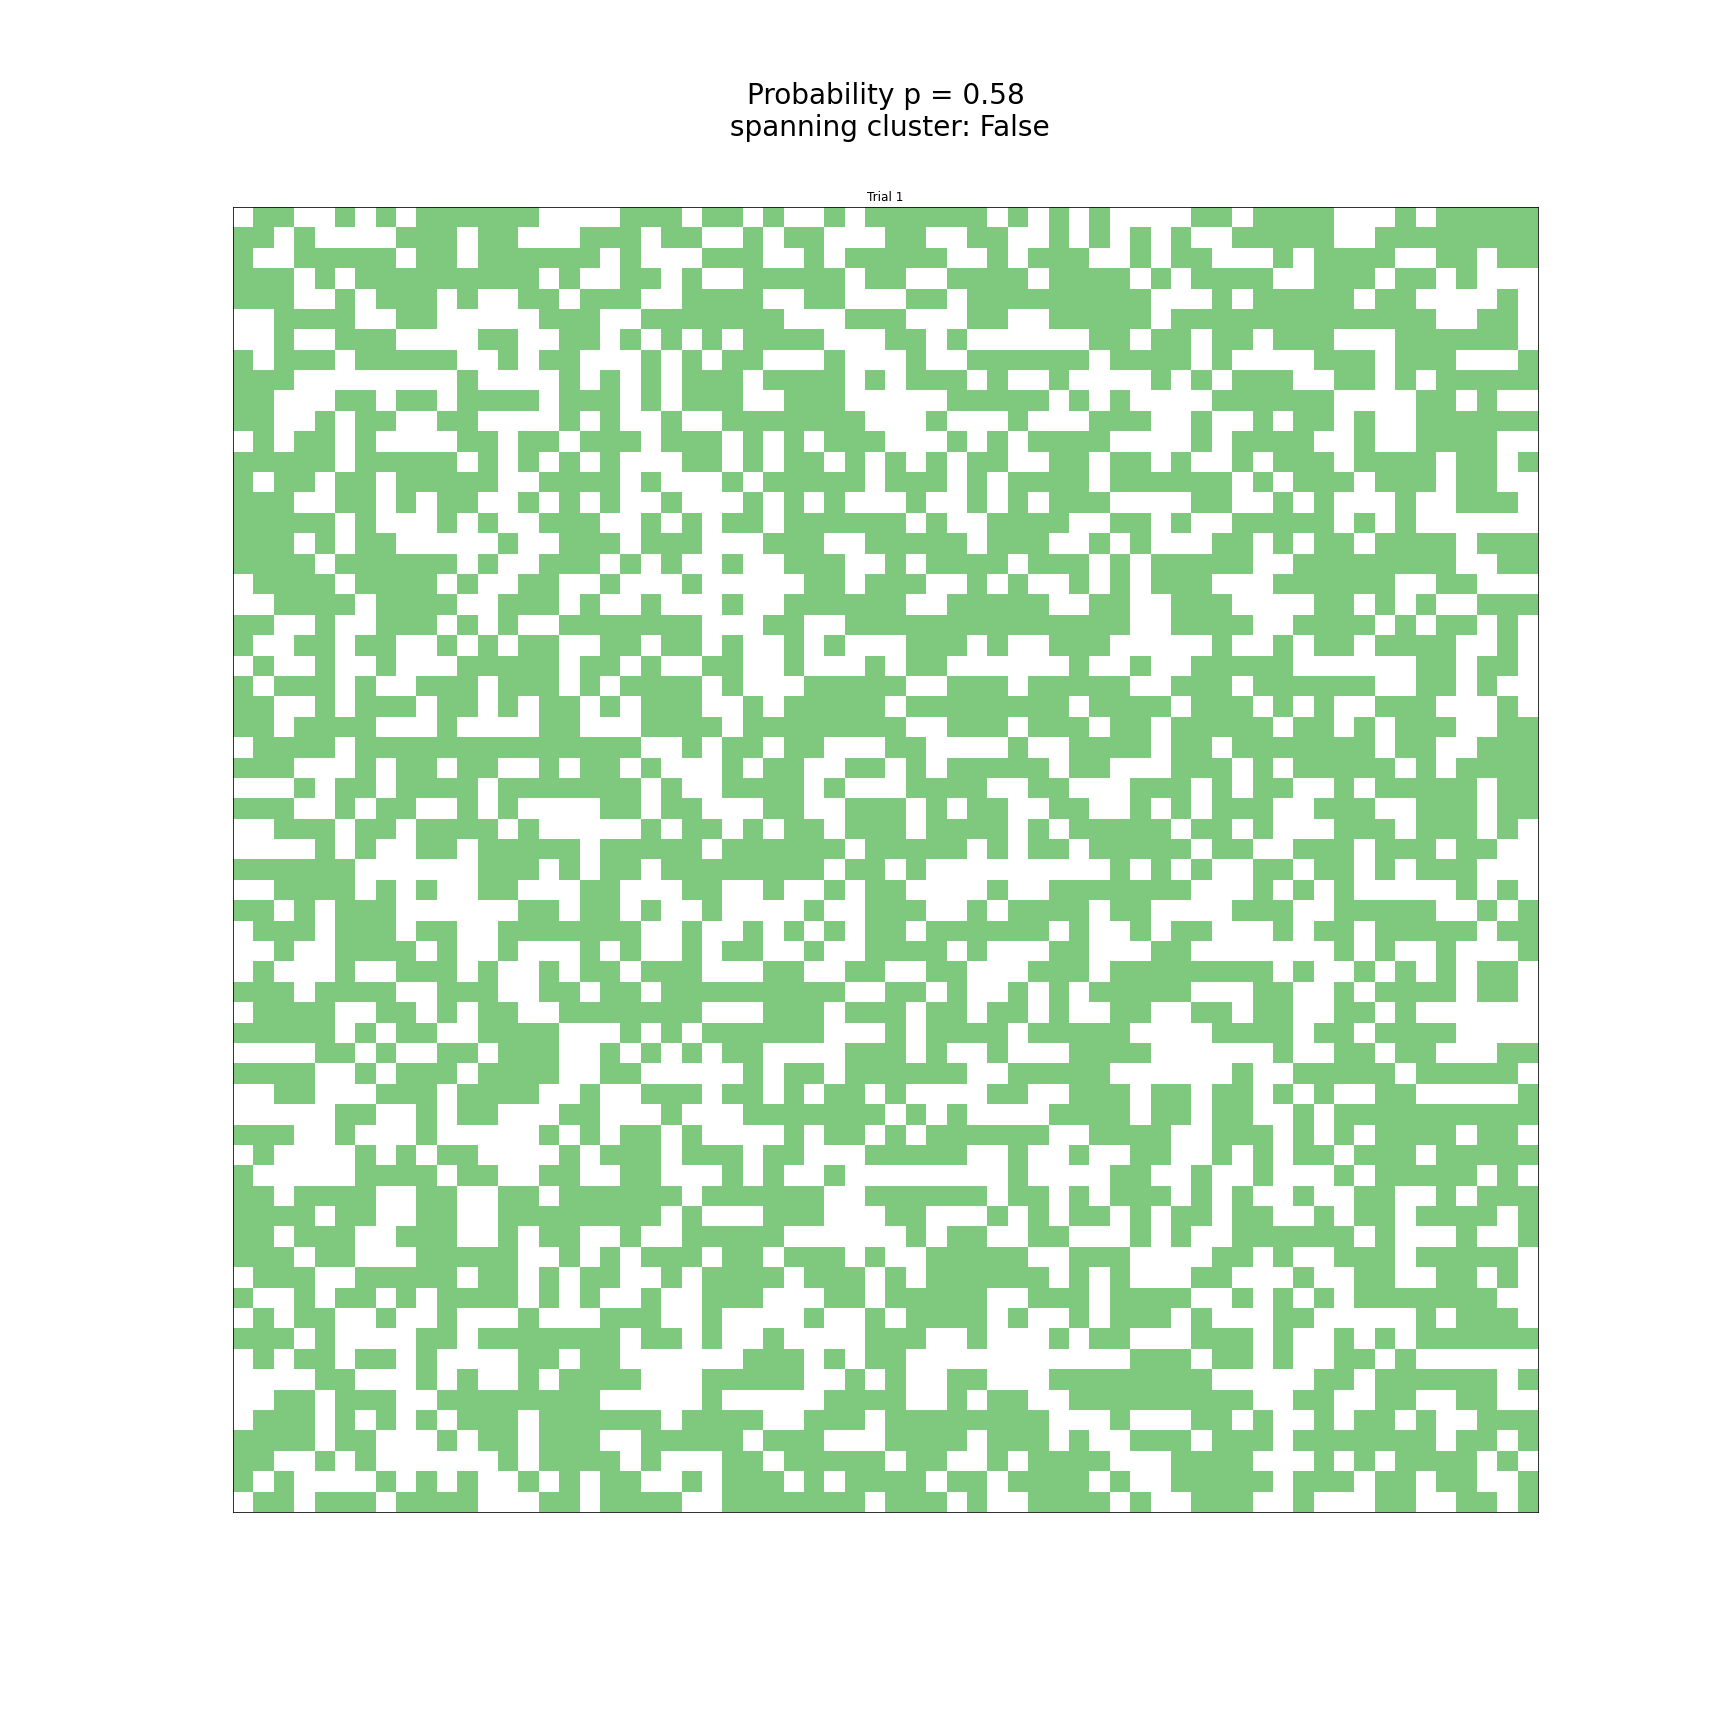 Probability p = 0.58
spanning cluster: False
Trial 1